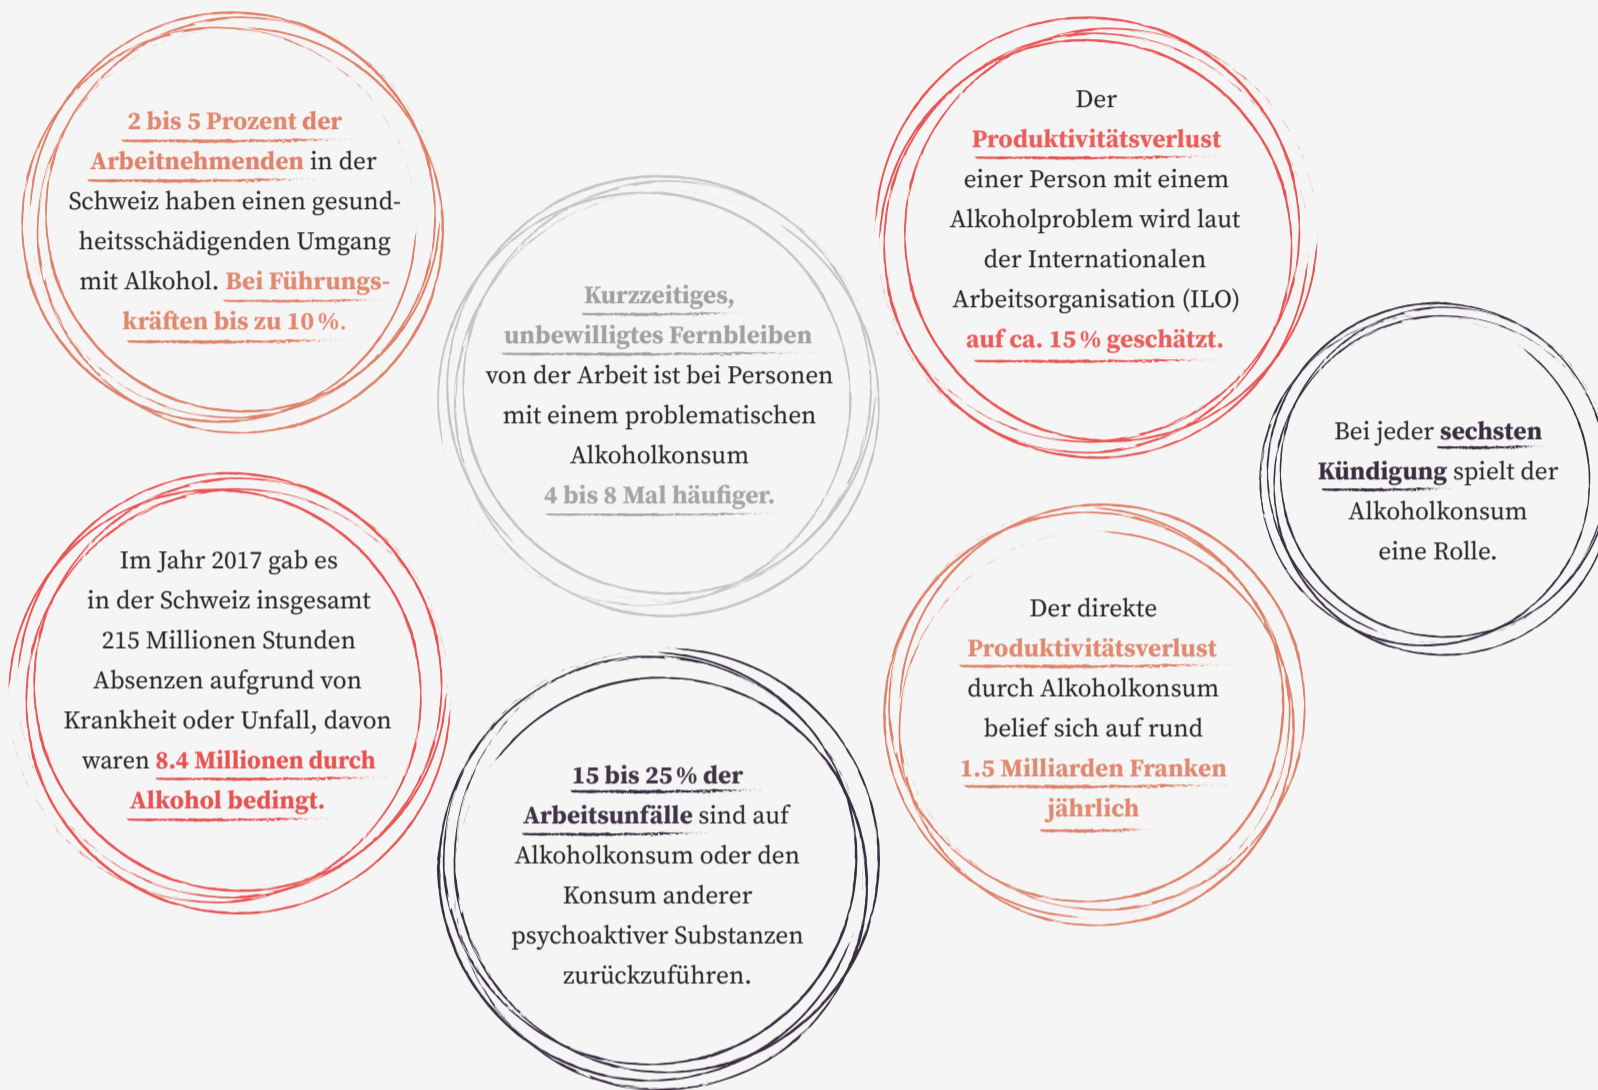 2 bis 5 Prozent der
Arbeitnehmenden in der
Schweiz haben einen gesund-
heitsschädigenden Umgang
mit Alkohol. Bei Führungs-
kräften bis zu 10 %.
Im Jahr 2017 gab es
in der Schweiz insgesamt
215 Millionen Stunden
Absenzen aufgrund von
Krankheit oder Unfall, davon
waren 8.4 Millionen durch
Alkohol bedingt.
Kurzzeitiges,
unbewilligtes Fernbleiben
von der Arbeit ist bei Personen
mit einem problematischen
Alkoholkonsum
4 bis 8 Mal häufiger.
15 bis 25 % der
Arbeitsunfälle sind auf
Alkoholkonsum oder den
Konsum anderer
psychoaktiver Substanzen
zurückzuführen.
Der
Produktivitätsverlust
einer Person mit einem
Alkoholproblem wird laut
der Internationalen
Arbeitsorganisation (ILO)
auf ca. 15 % geschätzt.
Der direkte
Produktivitätsverlust
durch Alkoholkonsum
belief sich auf rund
1.5 Milliarden Franken
jährlich
Bei jeder sechsten
Kündigung spielt der
Alkoholkonsum
eine Rolle.